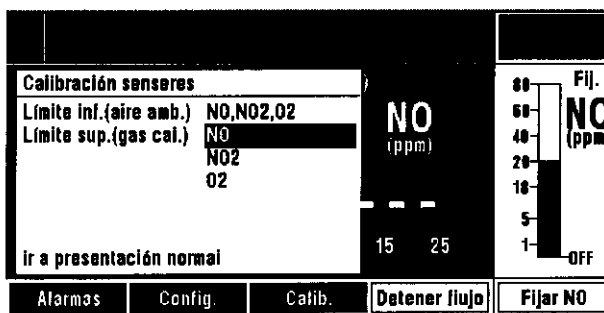 Calibración senseres
Límite inf.(aire amb.) NO,NO2,O2
Límite sup.(gas cal.) NO
NO2
O2
ir a presentación normal
)
NO
(ppm)
15 25
Fij.
NO
(ppm
80
60
40
20
10
5
1
OFF
Alarmas Config. Calib. Detener flujo Fijar NO